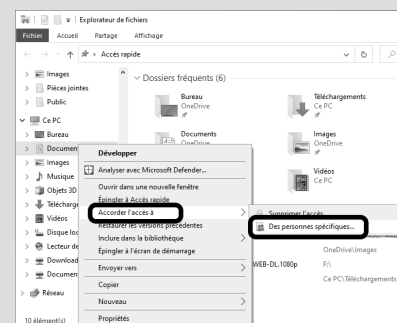 Explorateur de fichiers
Fichier Accueil Partage Affichage
Accès rapide
Images
Pièces jointes
Public
Ce PC
Bureau
Documen
Images
Musique
Objets 3D
Télécharge
Vidéos
Disque loc
Lecteur de
Download
Documen
Réseau
10 élément(s)
Dossiers fréquents (6)
Bureau
OneDrive
Téléchargements
Ce PC
Documents
OneDrive
Images
OneDrive
Vidéos
Ce PC
Développer
Analyser avec Microsoft Defender...
Ouvrir dans une nouvelle fenêtre
Épingler à Accès rapide
Accorder l'accès à
Restaurer les versions précédentes
Inclure dans la bibliothèque
Épingler à l'écran de démarrage
Envoyer vers
Copier
Nouveau
Propriétés
Supprimer l'accès
Des personnes spécifiques...
OneDrive\Images
WEB-DL.1080p F:\
Ce PC\Téléchargements